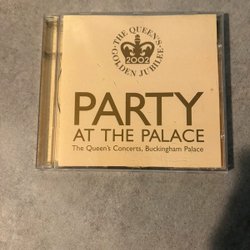 THE QUEEN'S
GOLDEN JUBILEE
2002
PARTY
AT THE PALACE
The Queen's Concerts, Buckingham Palace